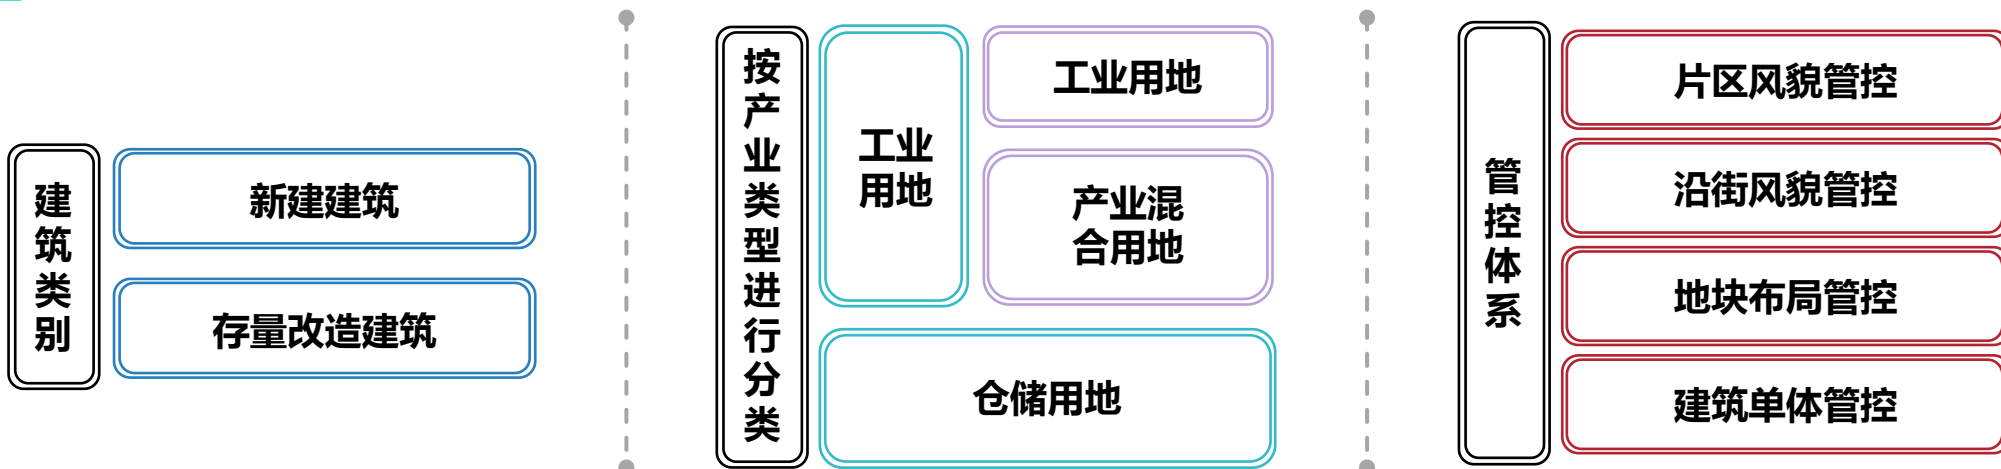 建筑类别
新建建筑
存量改造建筑
按产业类型进行分类
工业
用地
工业用地
产业混
合用地
仓储用地
管控体系
片区风貌管控
沿街风貌管控
地块布局管控
建筑单体管控